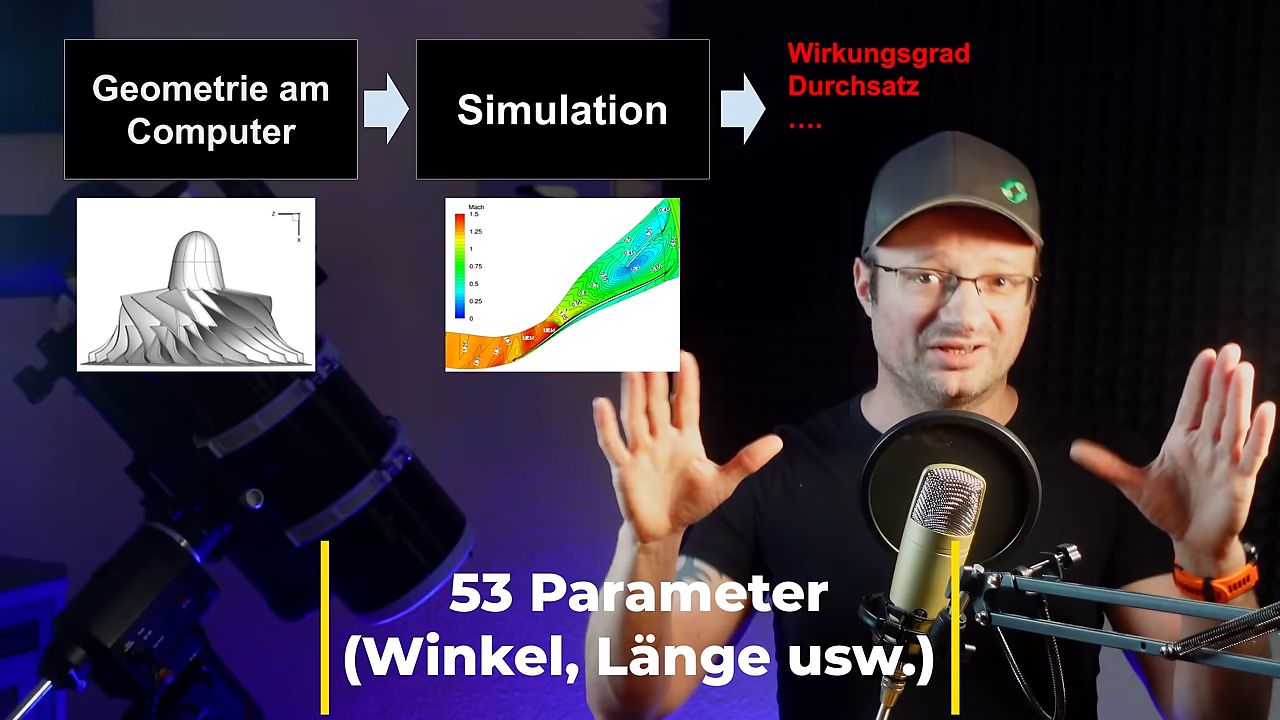 Geometrie am
Computer
Simulation
Wirkungsgrad
Durchsatz
....
Z
X
Mach
1.5
1.25
1
0.75
0.5
0.25
0
53 Parameter
(Winkel, Länge usw.)